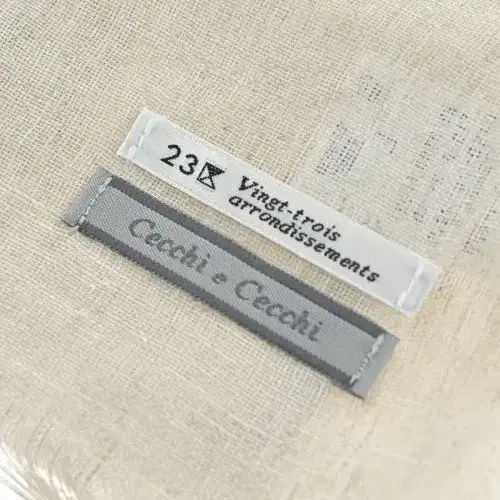 23
Vingt-trois
arrondissements
Cecchi e Cecchi